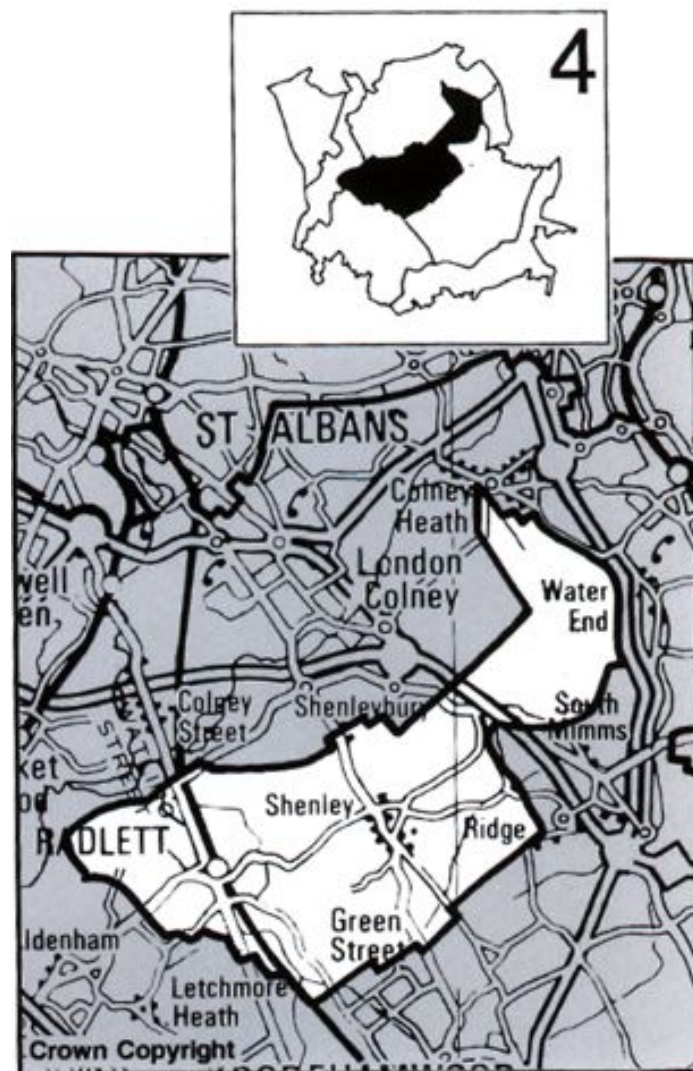 4
ST ALBANS
Colney
Heath
London
Colney
Water
End
Colney
Street
Shenleybury
South
Mimms
Shenley
Ridge
RADLETT
Green
Street
Letchmore
Heath
Crown Copyright